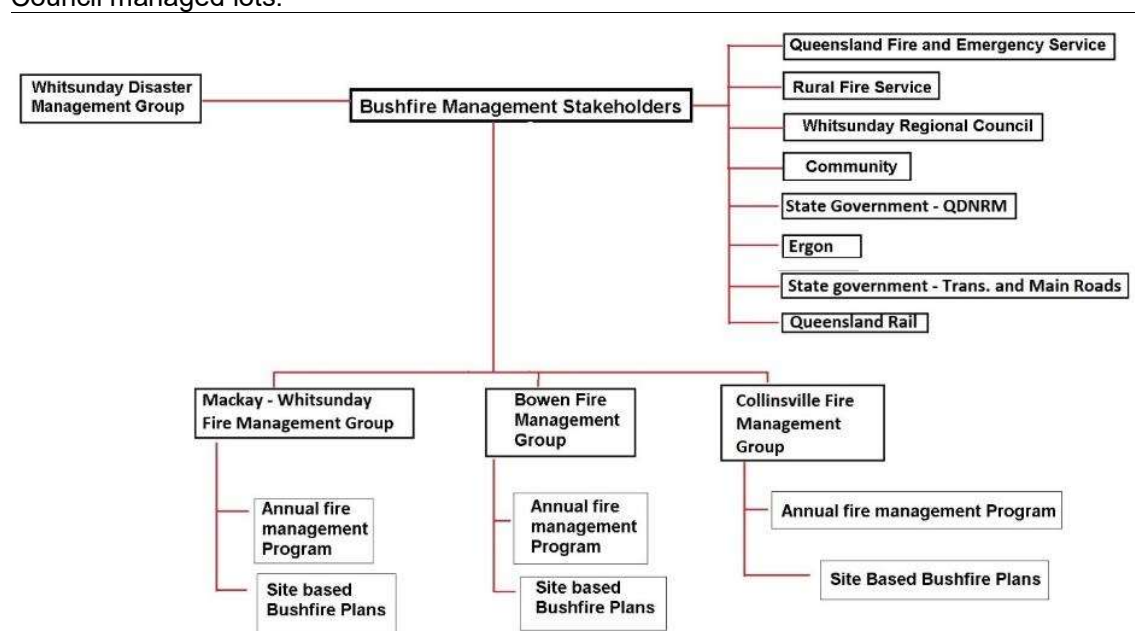 Council managed lots.
Queensland Fire and Emergency Service
Whitsunday Disaster
Management Group
Bushfire Management Stakeholders
Rural Fire Service
Whitsunday Regional Council
Community
State Government - QDNRM
Ergon
State government - Trans. and Main Roads
Queensland Rail
Mackay - Whitsunday
Fire Management Group
Bowen Fire
Management
Group
Collinsville Fire
Management
Group
Annual fire
management
Program
Site based
Bushfire Plans
Annual fire
management
Program
Site based
Bushfire Plans
Annual fire management Program
Site Based Bushfire Plans